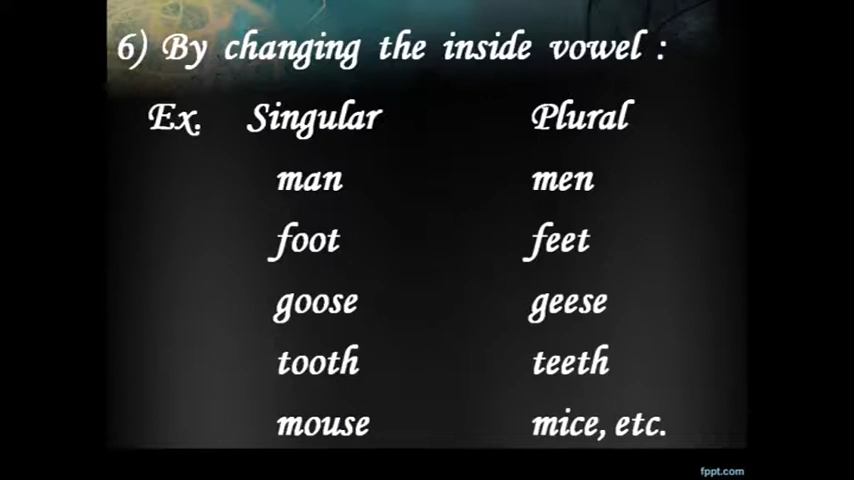 6) By changing the inside vowel :
Ex. Singular Plural
man men
foot feet
goose geese
tooth teeth
mouse mice, etc.
fppt.com